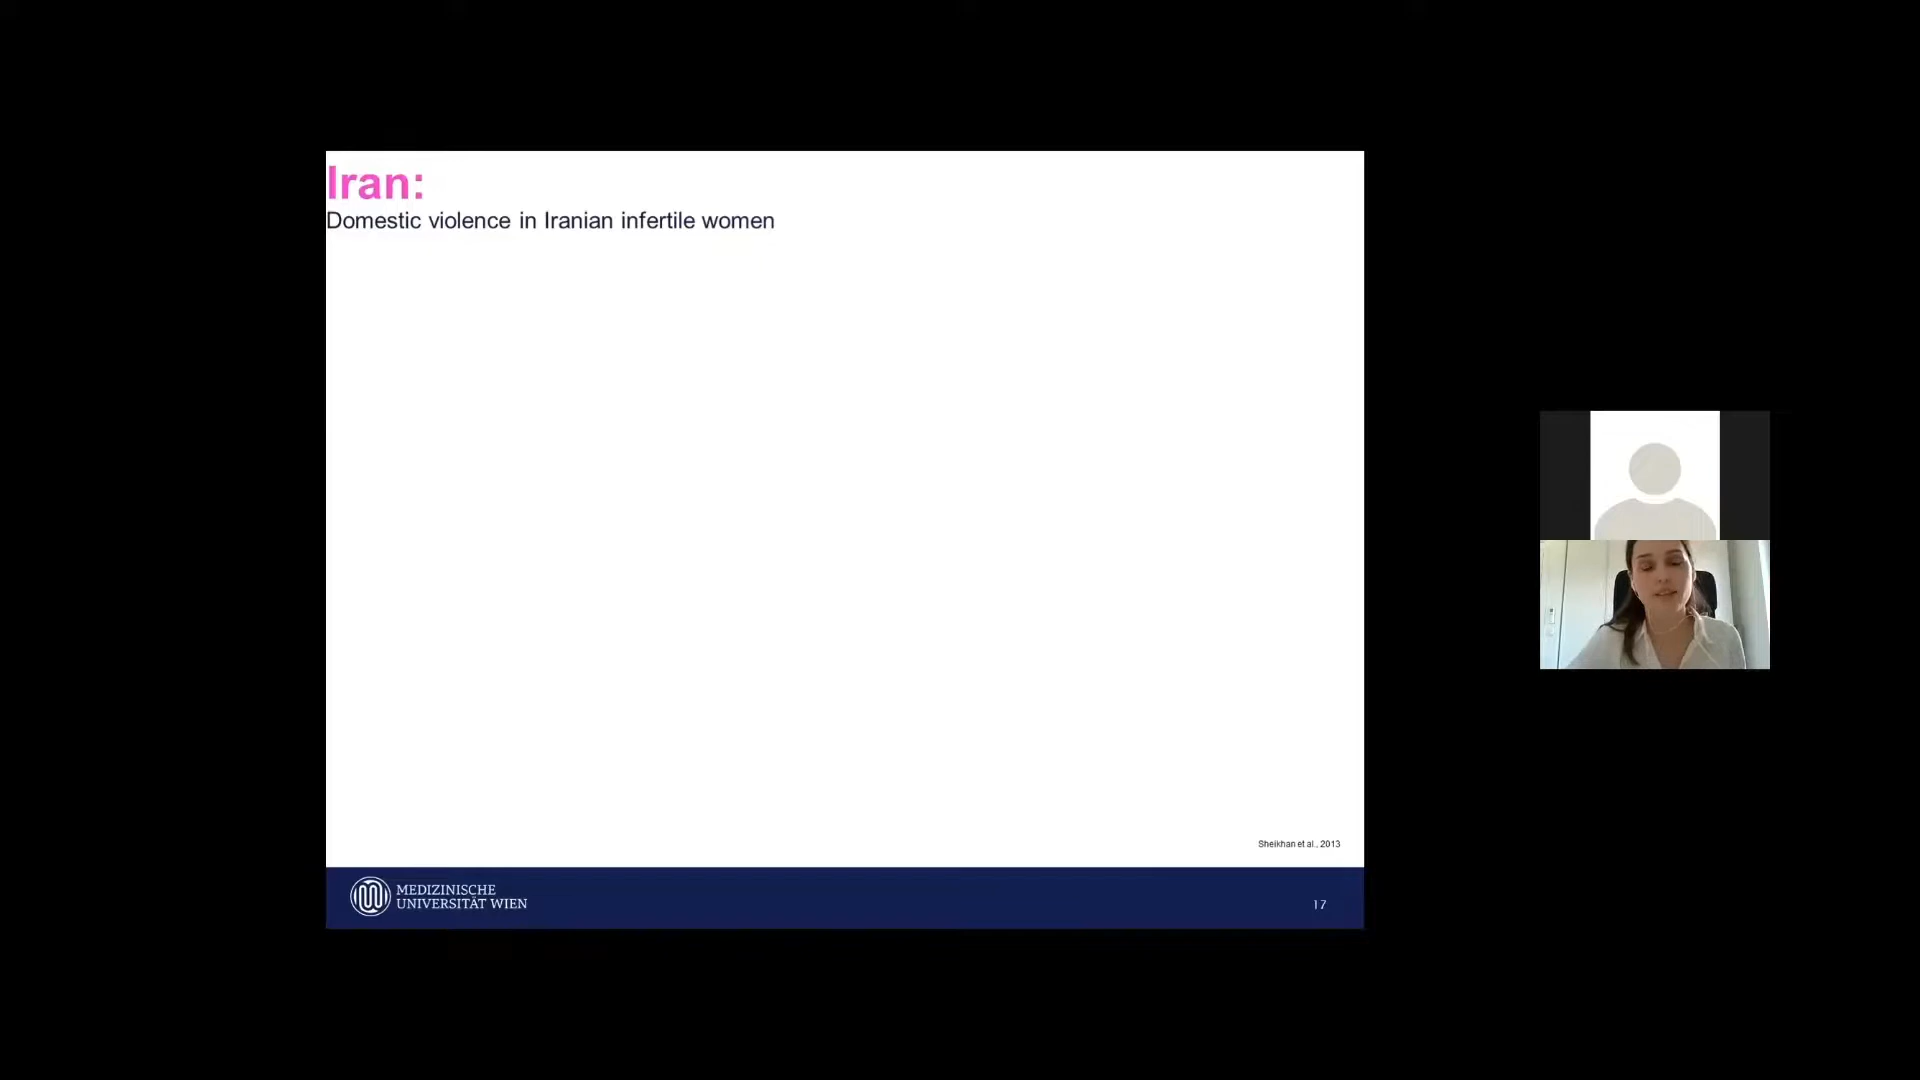 Iran:
Domestic violence in Iranian infertile women
Sheikhan et al., 2013
MEDIZINISCHE
UNIVERSITÄT WIEN
17